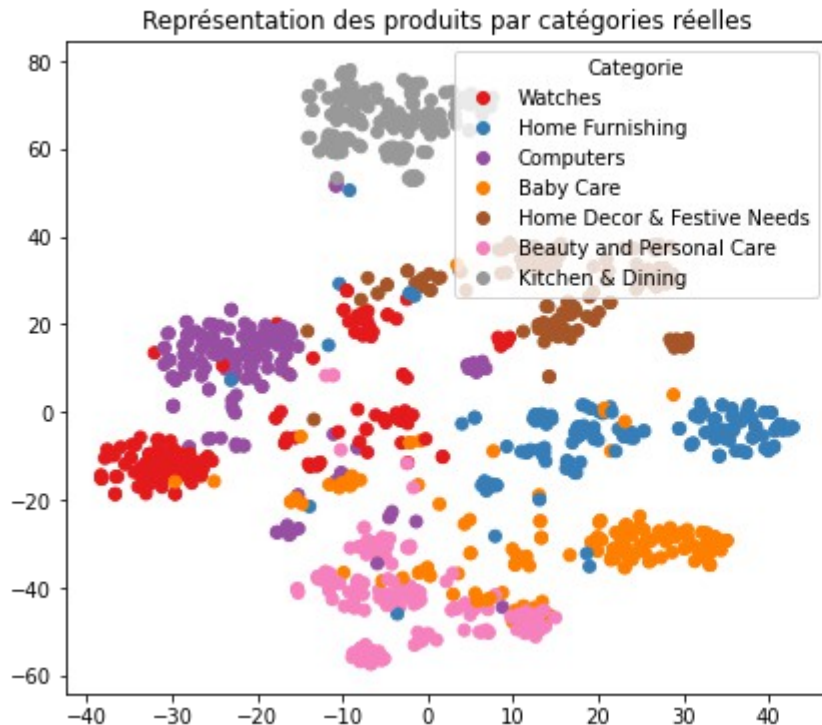 Représentation des produits par catégories réelles
80
60
40
20
0
−20
−40
−60
−40
−30
−20
−10
0
10
20
30
40
Categorie
Watches
Home Furnishing
Computers
Baby Care
Home Decor & Festive Needs
Beauty and Personal Care
Kitchen & Dining